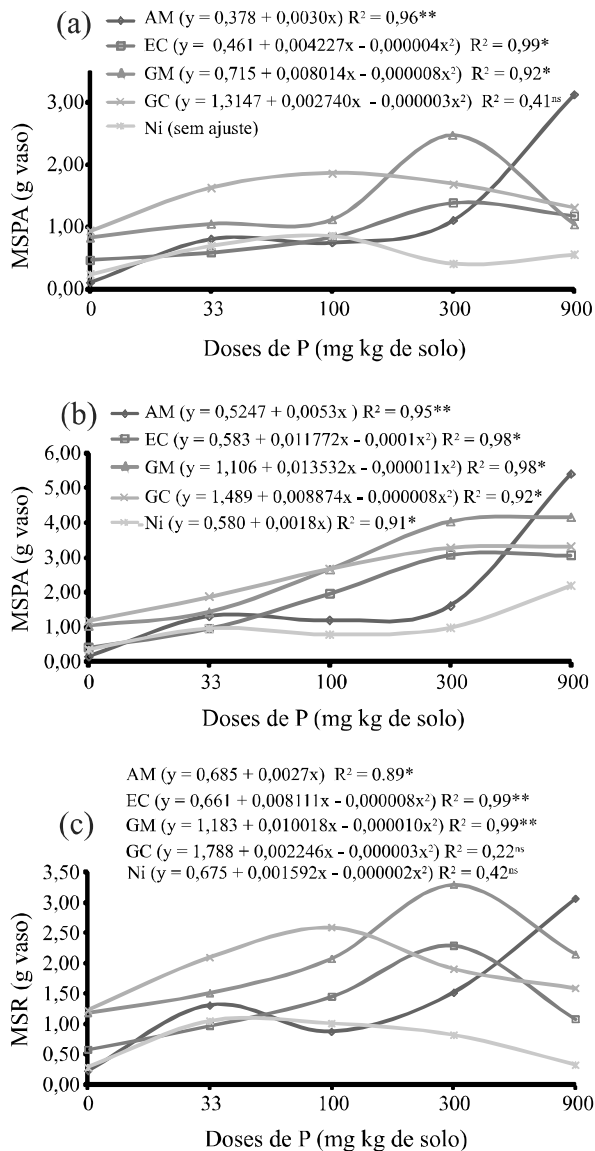 (a)
AM (y = 0,378 + 0,0030x) R² = 0,96**
EC (y = 0,461 + 0,004227x - 0,000004x²) R² = 0,99*
GM (y = 0,715 + 0,008014x - 0,000008x²) R² = 0,92*
GC (y = 1,3147 + 0,002740x - 0,000003x²) R² = 0,41ns
Ni (sem ajuste)
MSPA (g vaso)
3,00
2,00
1,00
0,00
0 33 100 300 900
Doses de P (mg kg de solo)
(b)
AM (y = 0,5247 + 0,0053x ) R² = 0,95**
EC (y = 0,583 + 0,011772x - 0,0001x²) R² = 0,98*
GM (y = 1,106 + 0,013532x - 0,000011x²) R² = 0,98*
GC (y = 1,489 + 0,008874x - 0,000008x²) R² = 0,92*
Ni (y = 0,580 + 0,0018x) R² = 0,91*
MSPA (g vaso)
6,00
5,00
4,00
3,00
2,00
1,00
0,00
0 33 100 300 900
Doses de P (mg kg de solo)
(c)
AM (y = 0,685 + 0,0027x) R² = 0.89*
EC (y = 0,661 + 0,008111x - 0,000008x²) R² = 0,99**
GM (y = 1,183 + 0,010018x - 0,000010x²) R² = 0,99**
GC (y = 1,788 + 0,002246x - 0,000003x²) R² = 0,22ns
Ni (y = 0,675 + 0,001592x - 0,000002x²) R² = 0,42ns
MSR (g vaso)
3,50
3,00
2,50
2,00
1,50
1,00
0,50
0,00
0 33 100 300 900
Doses de P (mg kg de solo)